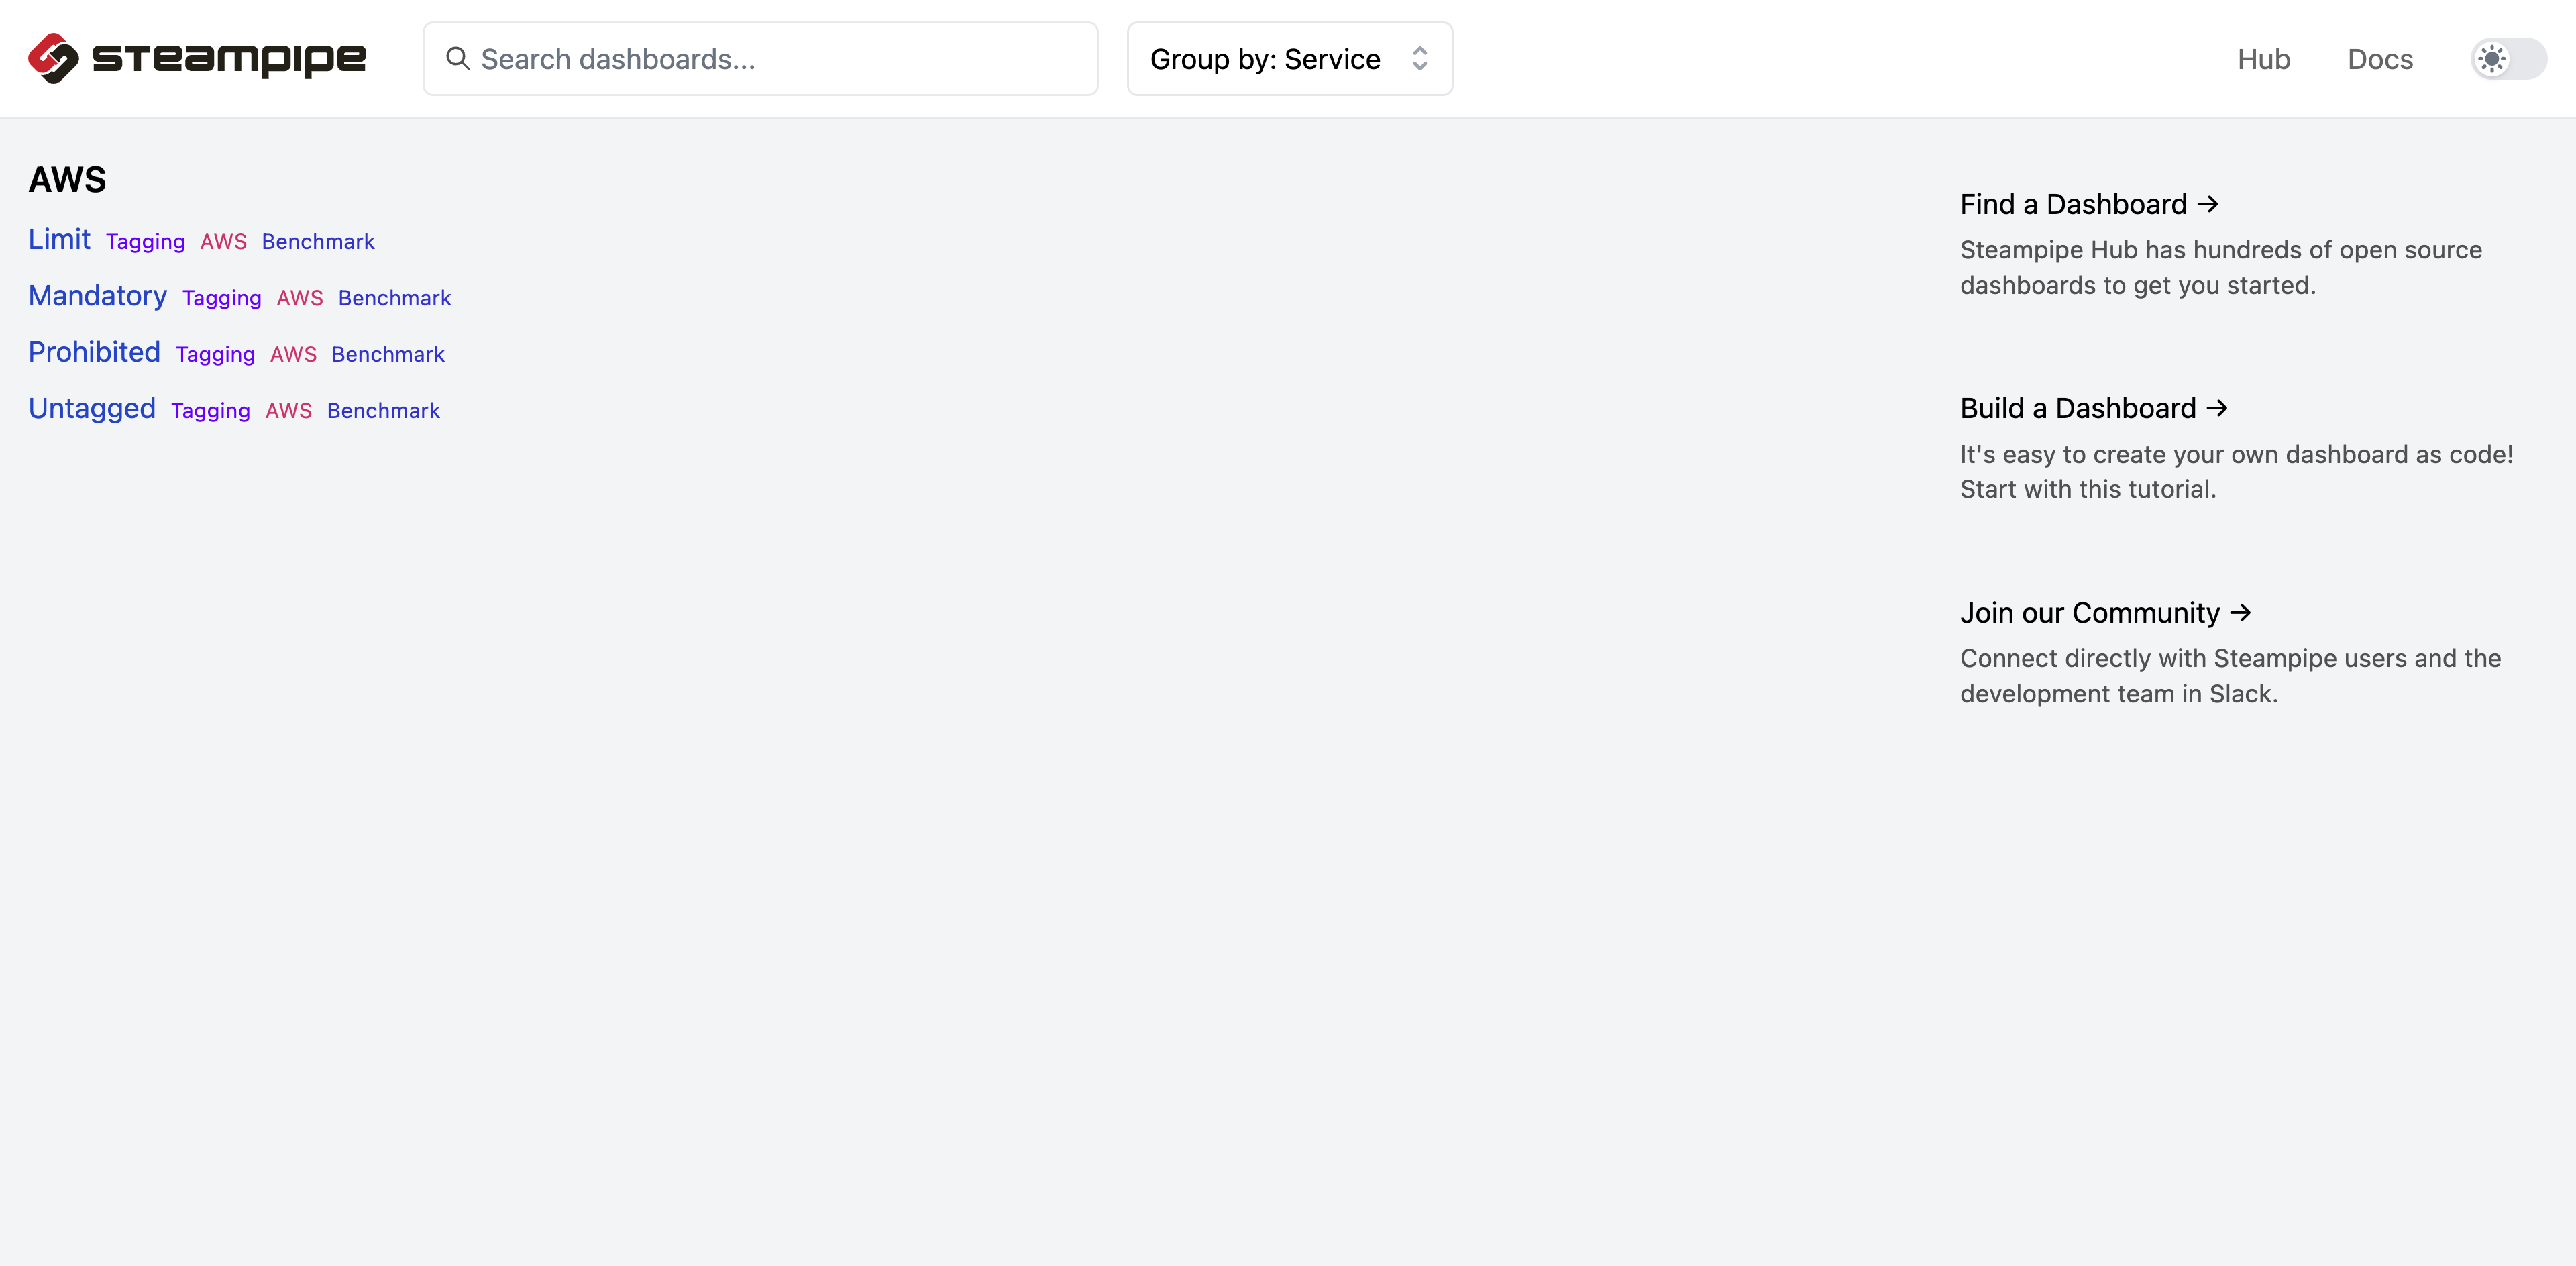 steampipe
Search dashboards...
Group by: Service
Hub
Docs
AWS
Limit Tagging AWS Benchmark
Mandatory Tagging AWS Benchmark
Prohibited Tagging AWS Benchmark
Untagged Tagging AWS Benchmark
Find a Dashboard →
Steampipe Hub has hundreds of open source
dashboards to get you started.
Build a Dashboard →
It's easy to create your own dashboard as code!
Start with this tutorial.
Join our Community →
Connect directly with Steampipe users and the
development team in Slack.